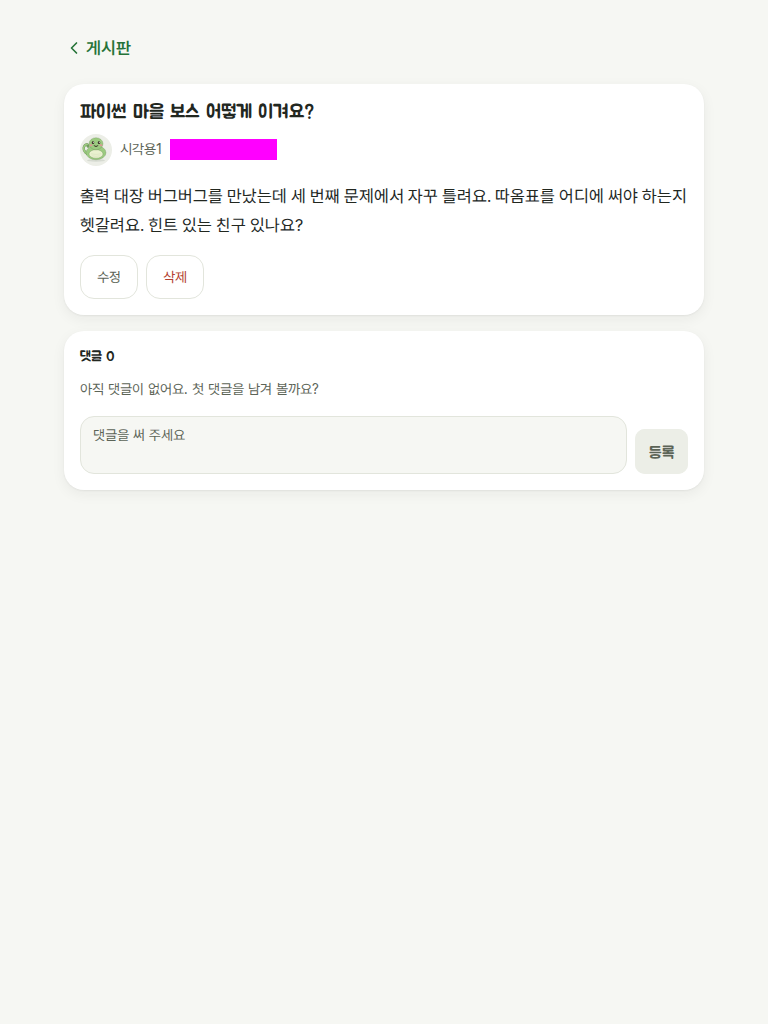 게시판
파이썬 마을 보스 어떻게 이겨요?
시각용1
출력 대장 버그버그를 만났는데 세 번째 문제에서 자꾸 틀려요. 따옴표를 어디에 써야 하는지
헷갈려요. 힌트 있는 친구 있나요?
수정 삭제
댓글 0
아직 댓글이 없어요. 첫 댓글을 남겨 볼까요?
댓글을 써 주세요
등록